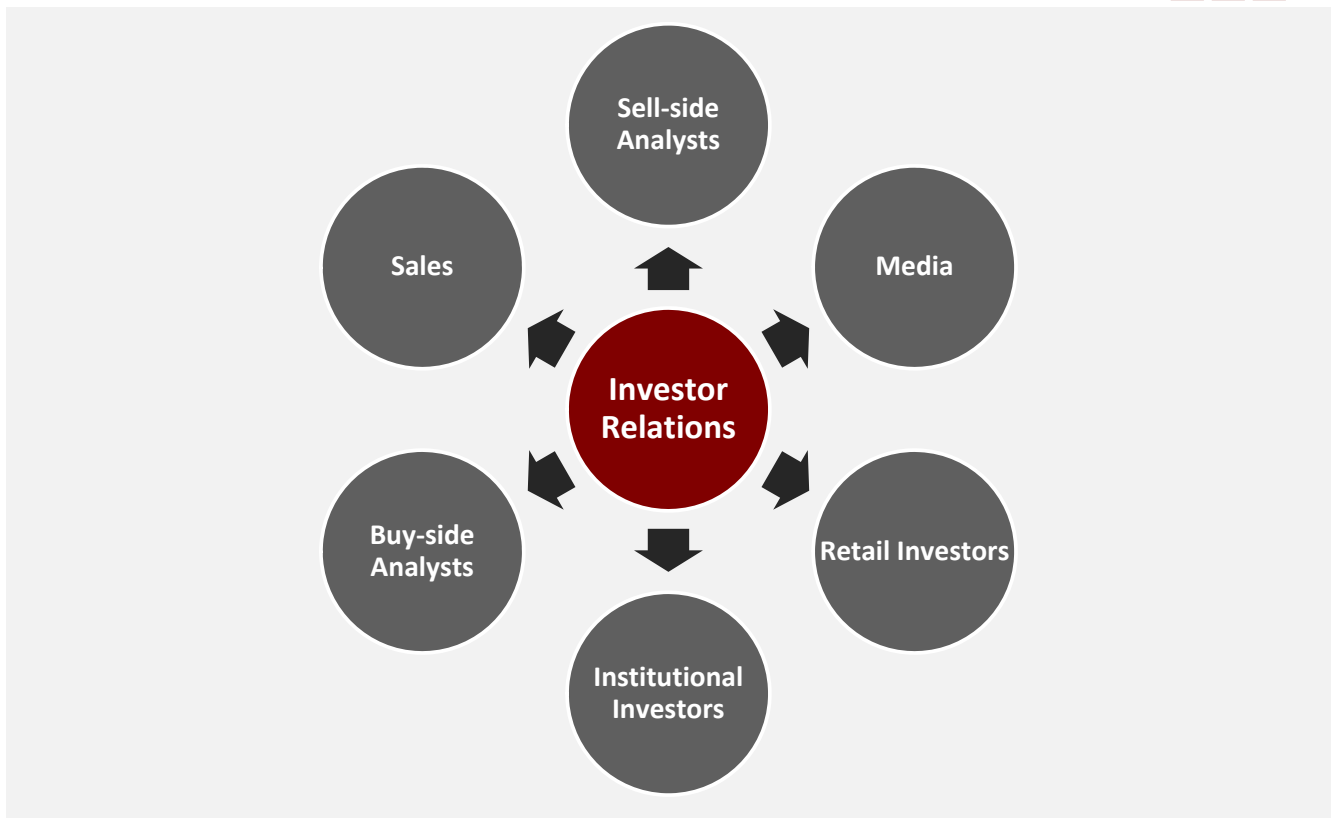 Sell-side
Analysts
Sales
Media
Investor
Relations
Buy-side
Analysts
Retail Investors
Institutional
Investors